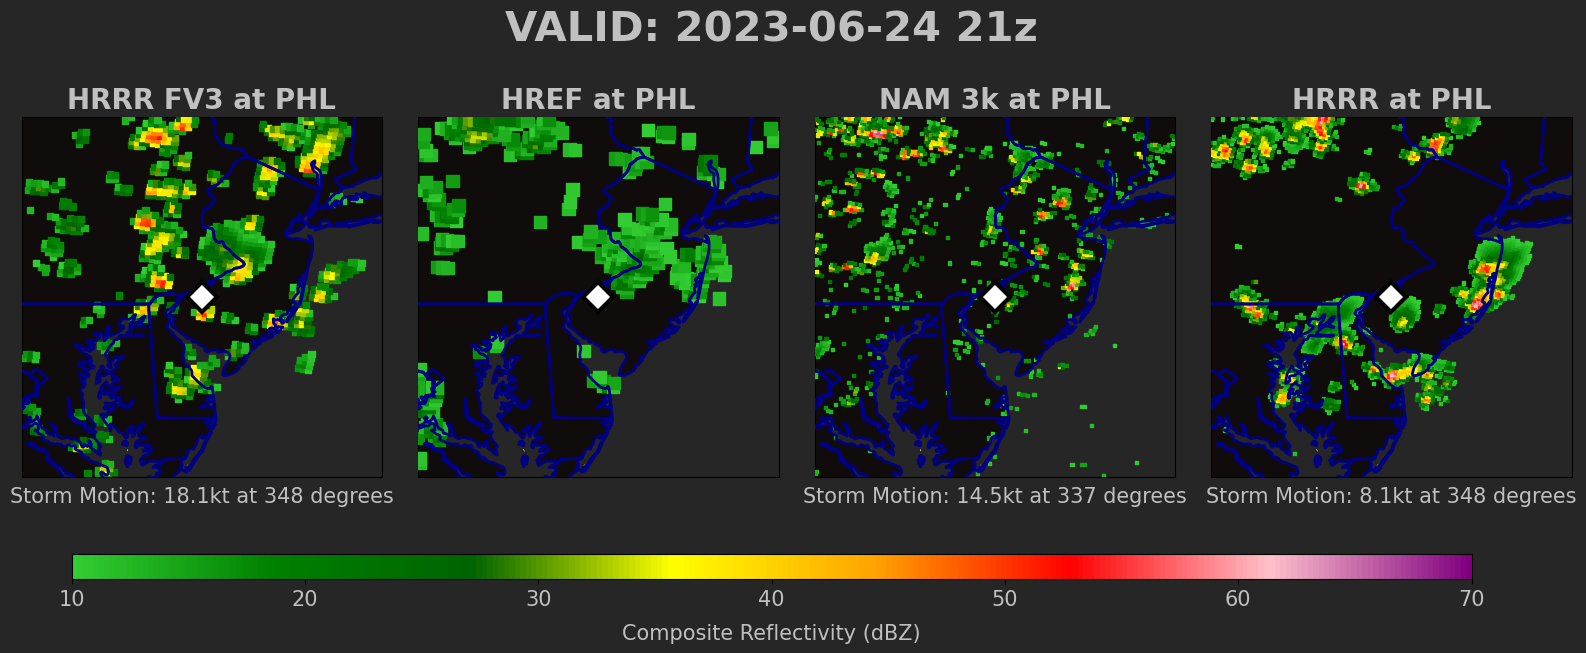 VALID: 2023-06-24 21z
HRRR FV3 at PHL
HREF at PHL
NAM 3k at PHL
HRRR at PHL
Storm Motion: 18.1kt at 348 degrees
Storm Motion: 14.5kt at 337 degrees
Storm Motion: 8.1kt at 348 degrees
10 20 30 40 50 60 70
Composite Reflectivity (dBZ)